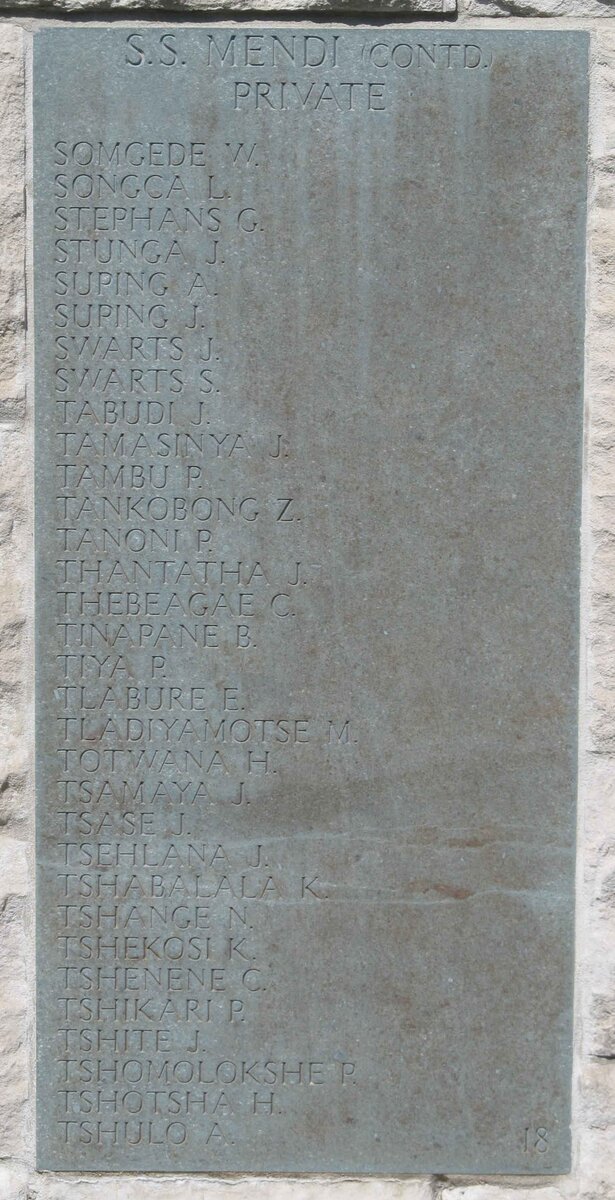 S.S. MENDI (CONTD.)
PRIVATE
SOMGEDE W.
SONGCA L.
STEPHANS G.
STUNGA J.
SUPING A.
SUPING J.
SWARTS J.
SWARTS S.
TABUDI J.
TAMASINYA J.
TAMBU P.
TANKOBONG Z.
TANONI P.
THANTATHA J.
THEBEAGAE C.
TINAPANE B.
TIYA P.
TLABURE E.
TLADIYAMOTSE M.
TOTWANA H.
TSAMAYA J.
TSASE J.
TSEHLANA J.
TSHABALALA K.
TSHANGE N.
TSHEKOSI K.
TSHENENE C.
TSHIKARI P.
TSHITE J.
TSHOMOLOKSHE P.
TSHOTSHA H.
TSHULO A.
18